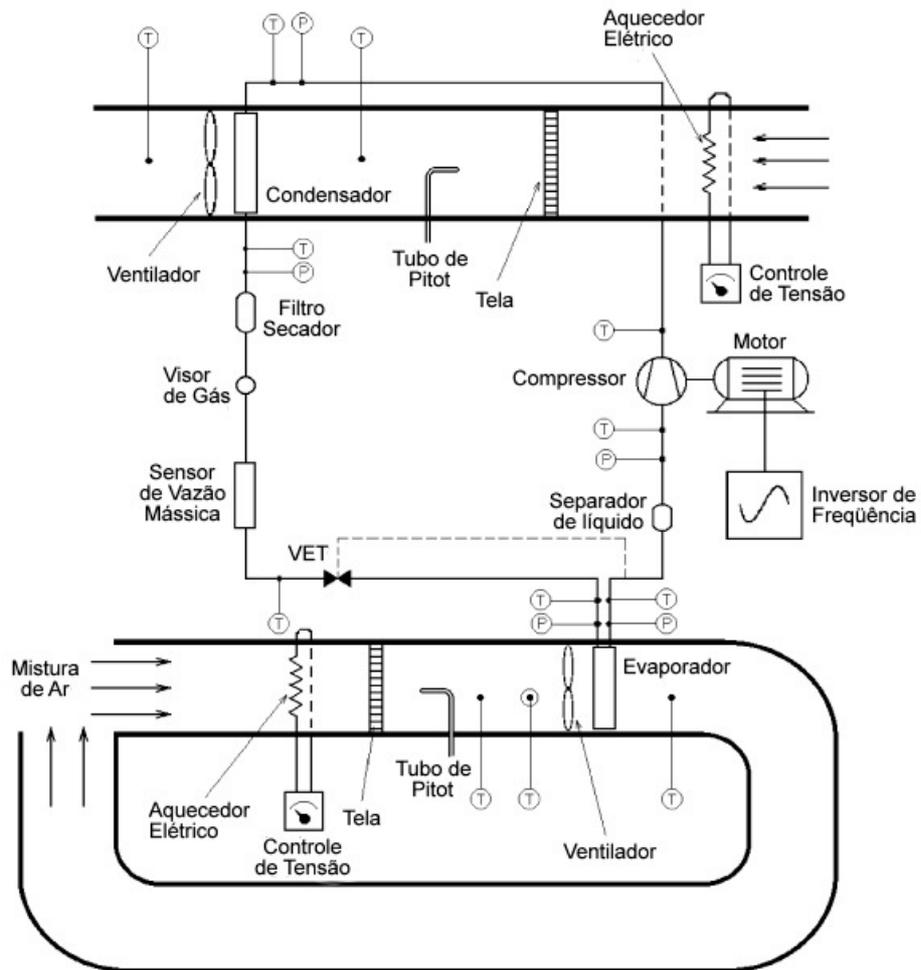 T
T
P
T
Aquecedor
Elétrico
Condensador
Ventilador
Tubo de
Pitot
Tela
Controle
de Tensão
T
P
Filtro
Secador
Visor
de Gás
Sensor
de Vazão
Mássica
VET
T
T
Compressor
Motor
T
P
Separador
de líquido
Inversor de
Freqüência
T
T
P
P
Mistura
de Ar
Evaporador
Aquecedor
Elétrico
Controle
de Tensão
Tela
Tubo de
Pitot
T
T
T
Ventilador